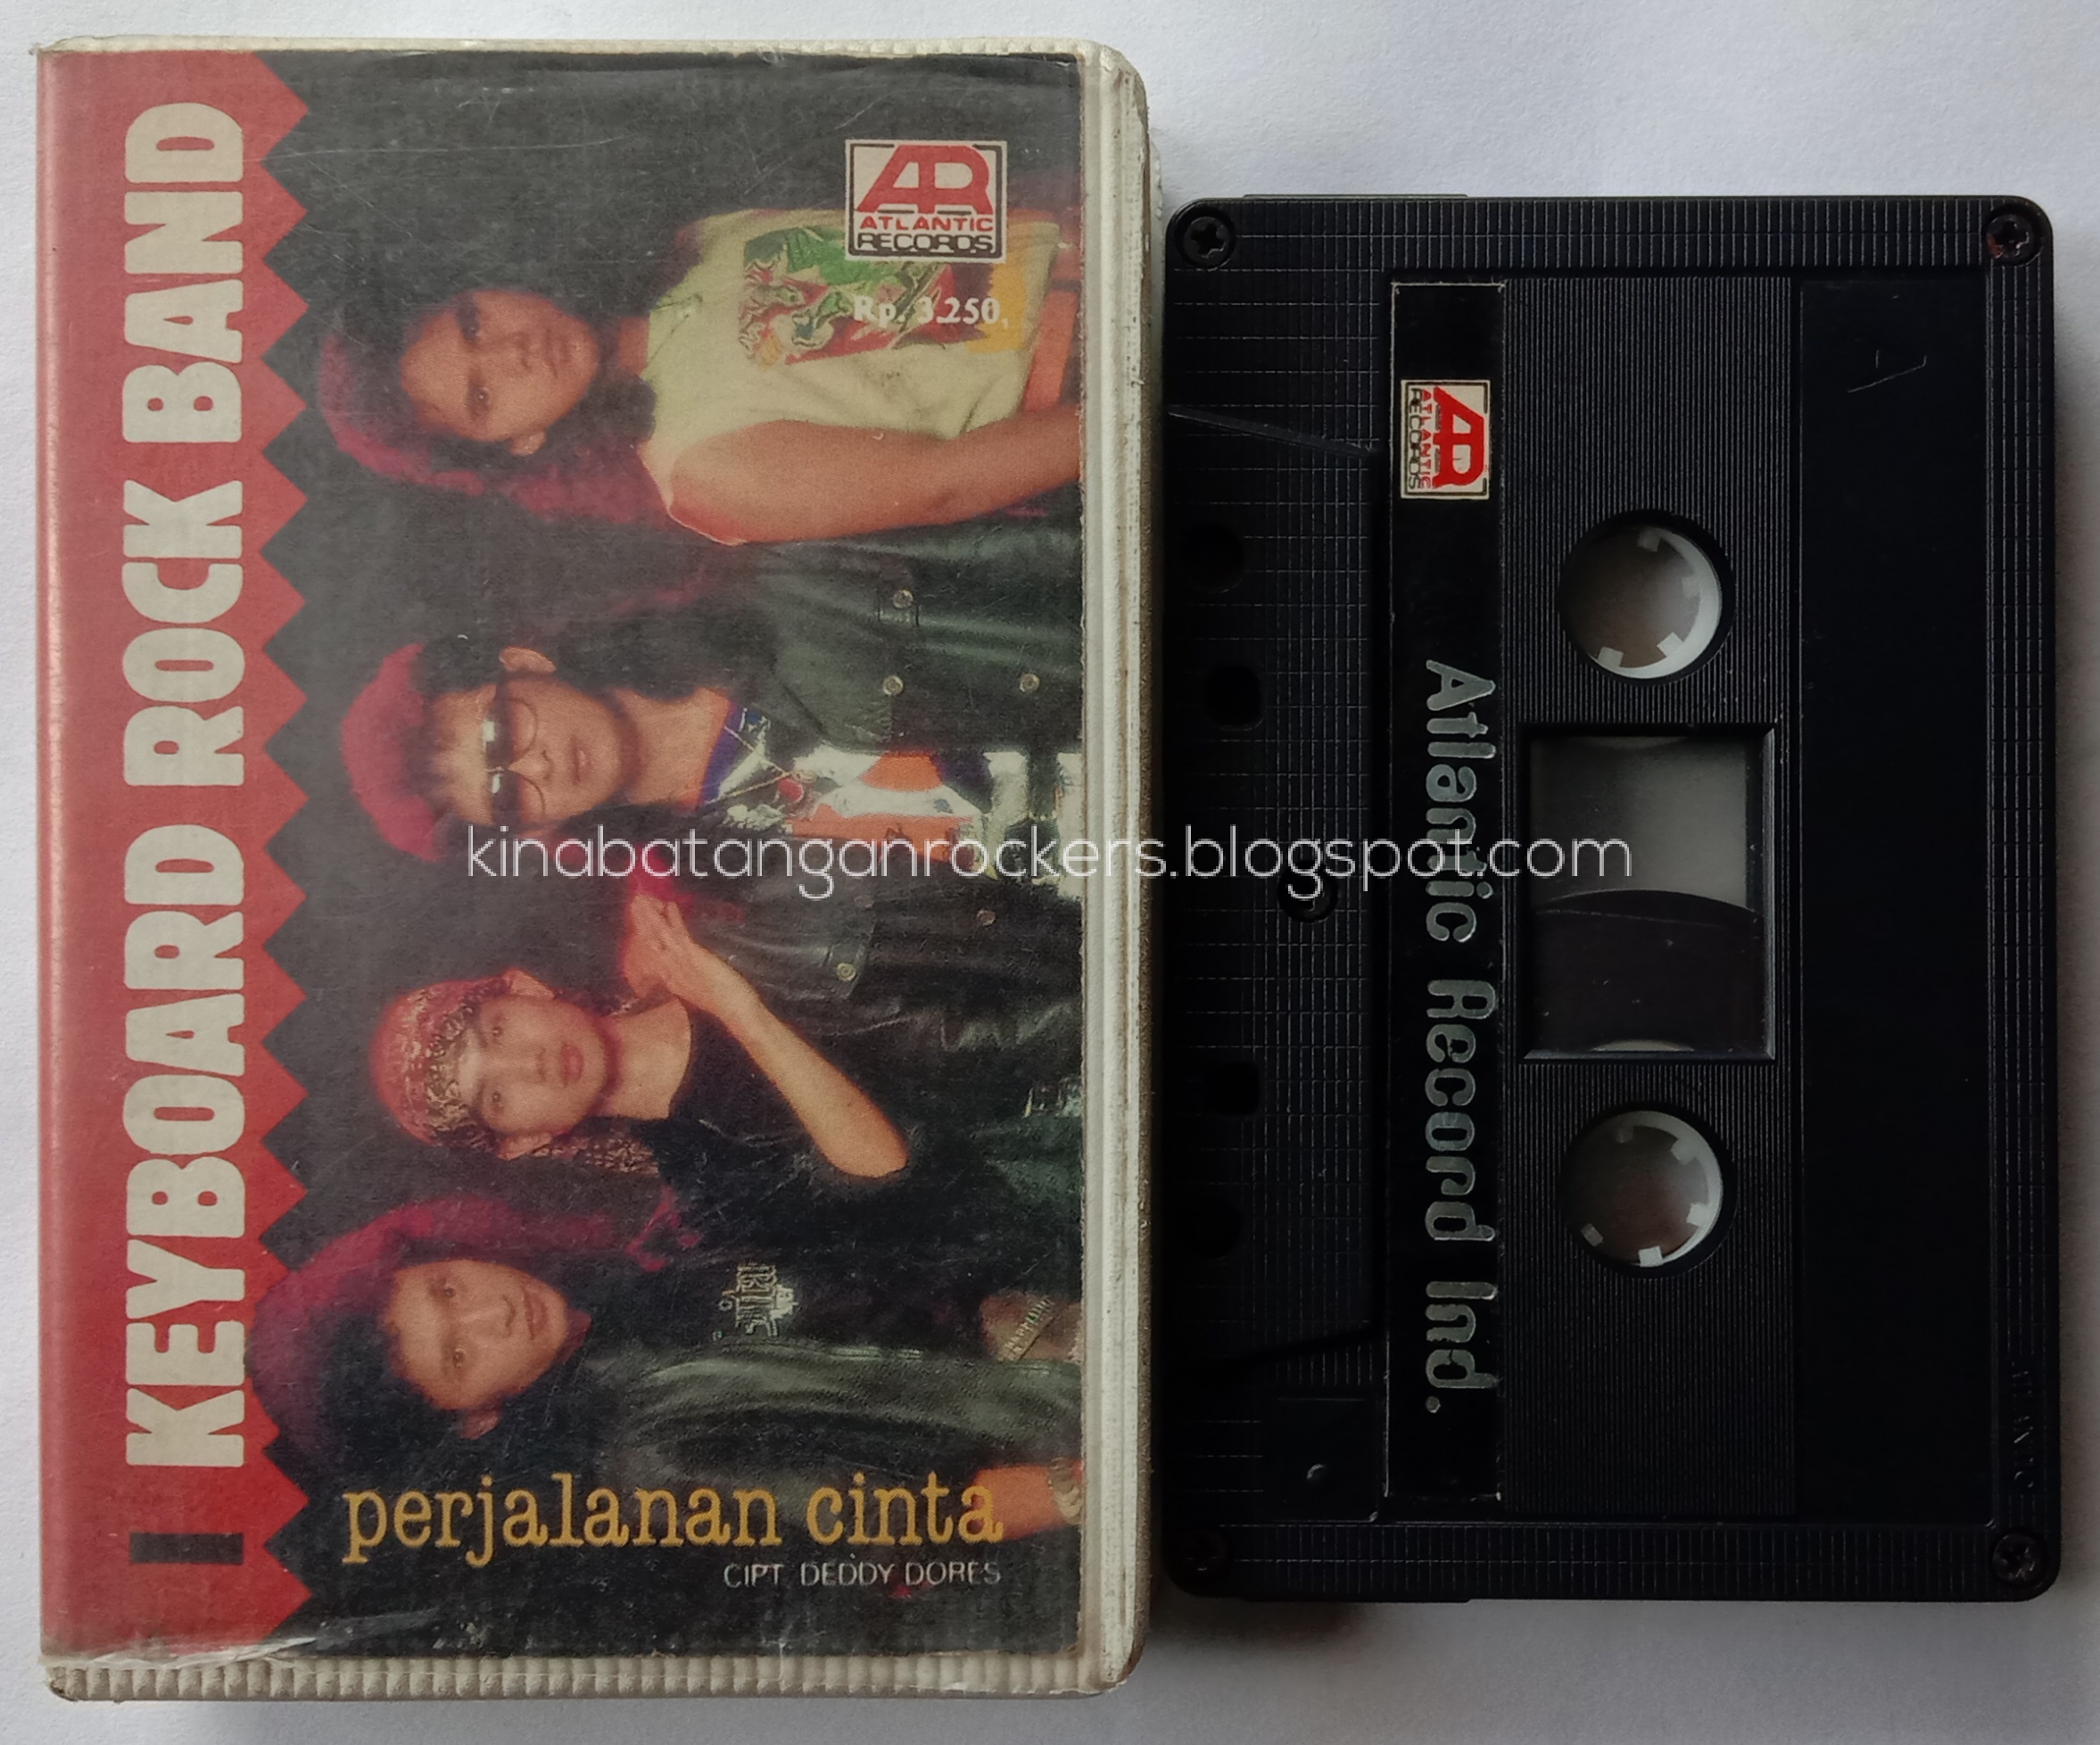 KEYBOARD ROCK BAND
AR
ATLANTIC
RECORDS
Rp. 3.250,
perjalanan cinta
CIPT. DEDDY DORES
kinabatanganrockers.blogspot.com
AR
ATLANTIC
RECORDS
Atlantic Record Ind.
A